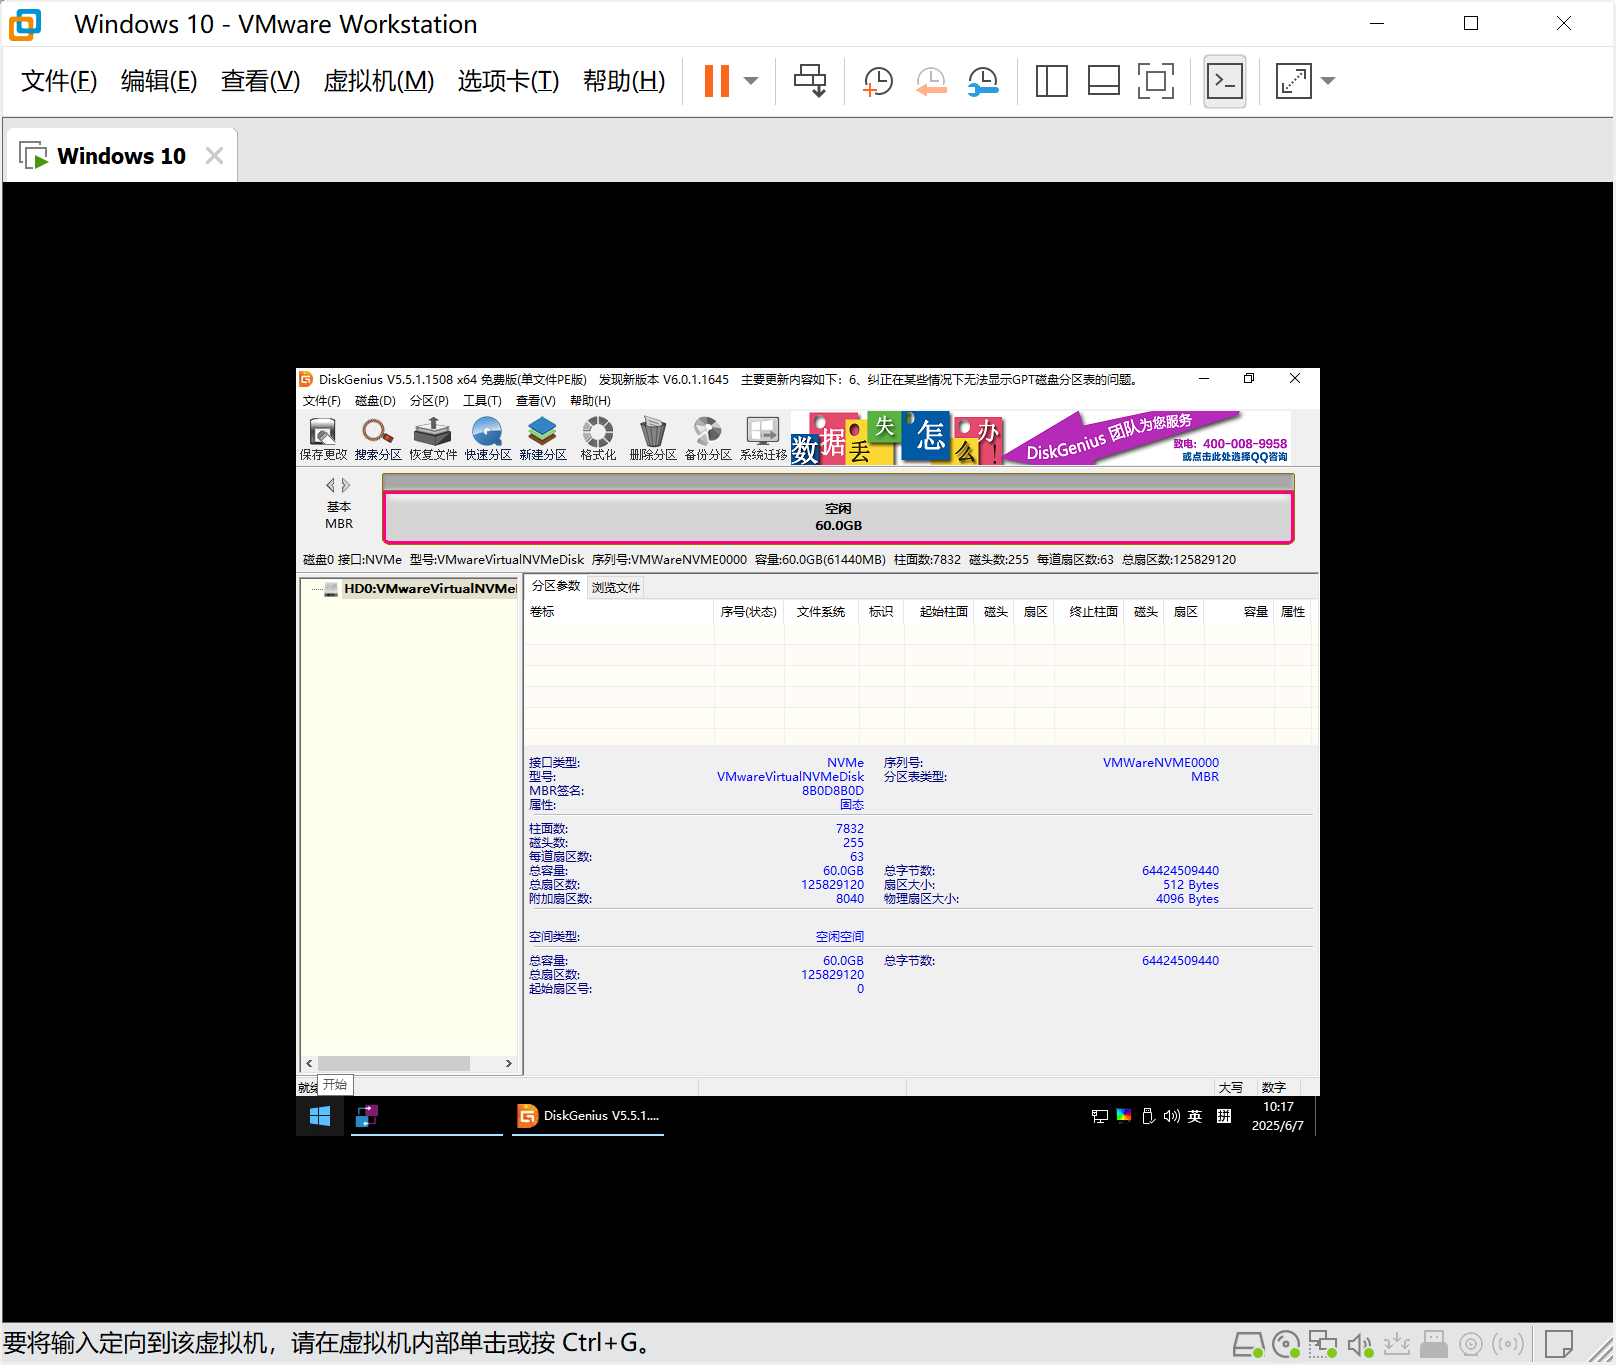 Windows 10 - VMware Workstation
文件(F) 编辑(E) 查看(V) 虚拟机(M) 选项卡(T) 帮助(H)
Windows 10
DiskGenius V5.5.1.1508 x64 免费版(单文件PE版) 发现新版本 V6.0.1.1645 主要更新内容如下：6、纠正在某些情况下无法显示GPT磁盘分区表的问题。
文件(F) 磁盘(D) 分区(P) 工具(T) 查看(V) 帮助(H)
保存更改 搜索分区 恢复文件 快速分区 新建分区 格式化 删除分区 备份分区 系统迁移
数据丢失怎么办!
DiskGenius 团队为您服务
致电：400-008-9958
或点击此处选择QQ咨询
基本
MBR
空闲
60.0GB
磁盘0 接口:NVMe 型号:VMwareVirtualNVMeDisk 序列号:VMWareNVME0000 容量:60.0GB(61440MB) 柱面数:7832 磁头数:255 每道扇区数:63 总扇区数:125829120
HD0:VMwareVirtualNVMe
分区参数 浏览文件
卷标 序号(状态) 文件系统 标识 起始柱面 磁头 扇区 终止柱面 磁头 扇区 容量 属性
接口类型: NVMe 序列号: VMWareNVME0000
型号: VMwareVirtualNVMeDisk 分区表类型: MBR
MBR签名: 8B0D8B0D
属性: 固态
柱面数: 7832
磁头数: 255
每道扇区数: 63
总容量: 60.0GB 总字节数: 64424509440
总扇区数: 125829120 扇区大小: 512 Bytes
附加扇区数: 8040 物理扇区大小: 4096 Bytes
空间类型: 空闲空间
总容量: 60.0GB 总字节数: 64424509440
总扇区数: 125829120
起始扇区号: 0
就绪 开始 大写 数字
DiskGenius V5.5.1....
英
10:17
2025/6/7
要将输入定向到该虚拟机，请在虚拟机内部单击或按 Ctrl+G。